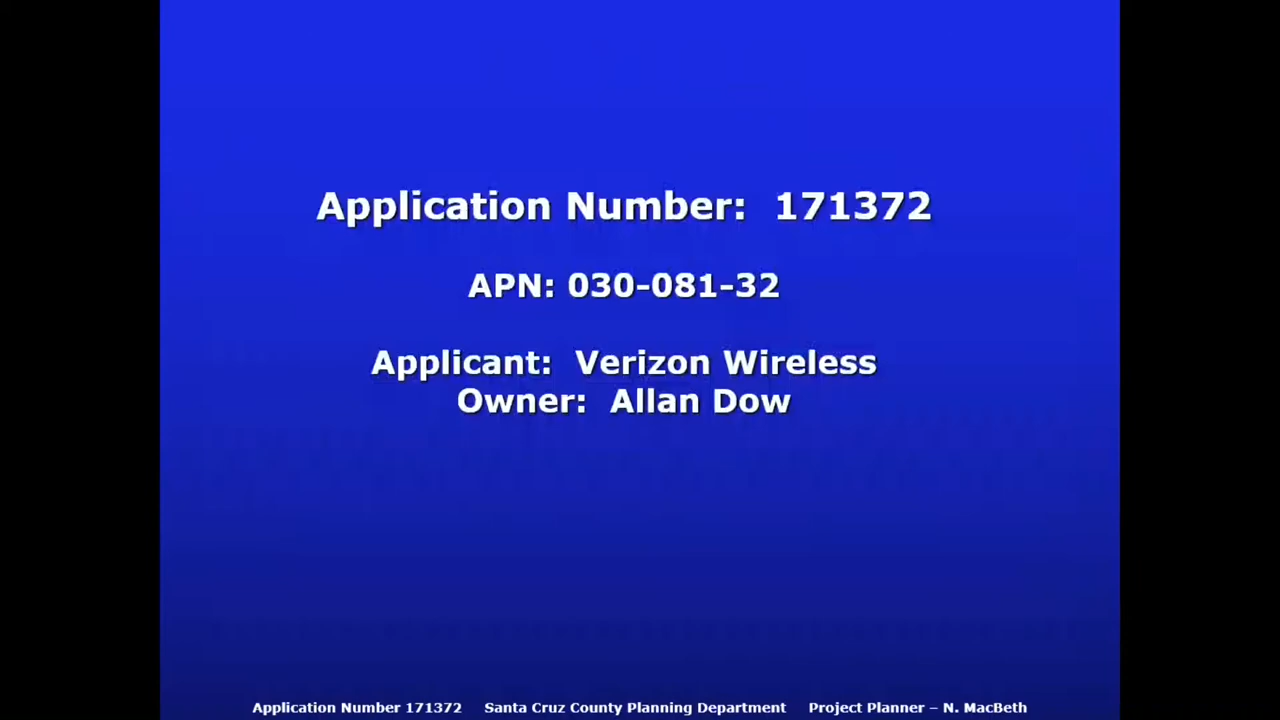 Application Number: 171372
APN: 030-081-32
Applicant: Verizon Wireless
Owner: Allan Dow
Application Number 171372 Santa Cruz County Planning Department Project Planner – N. MacBeth